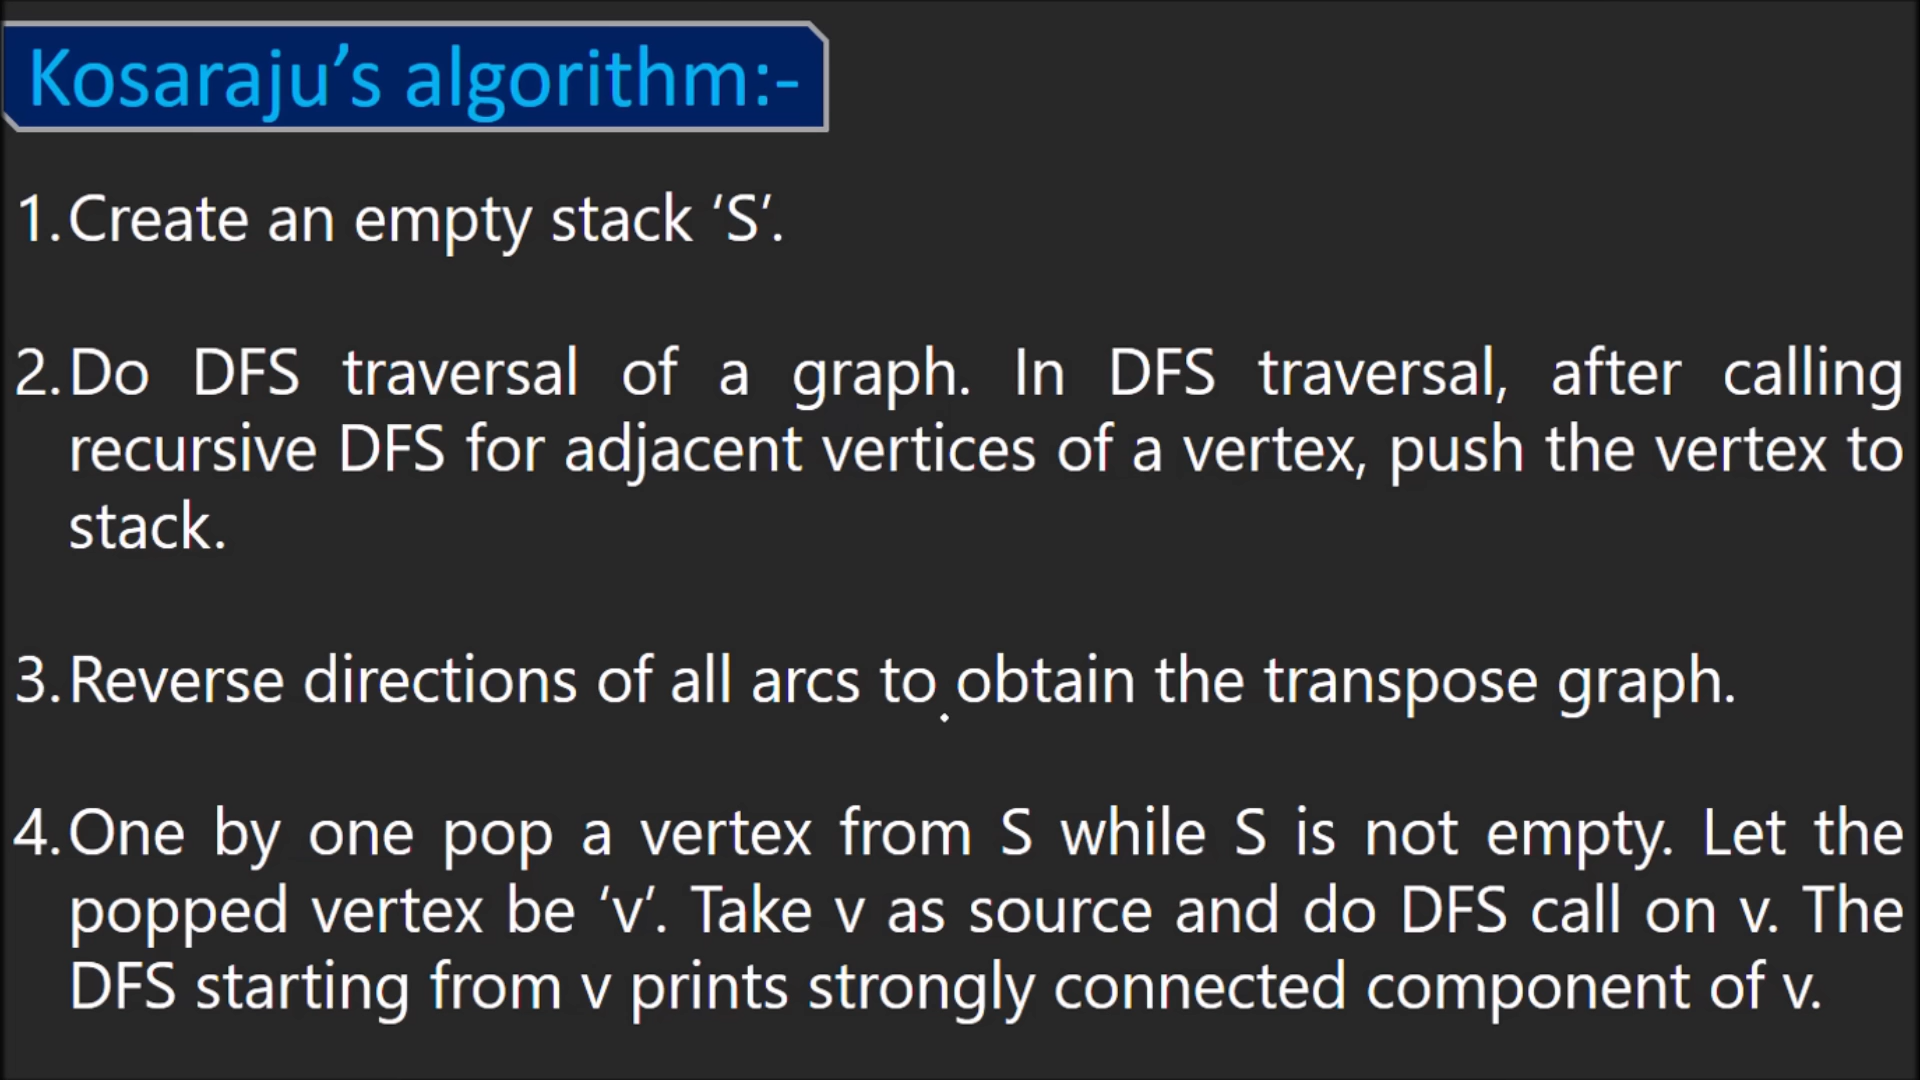 Kosaraju’s algorithm:-
1.Create an empty stack ‘S’.
2.Do DFS traversal of a graph. In DFS traversal, after calling
recursive DFS for adjacent vertices of a vertex, push the vertex to
stack.
3.Reverse directions of all arcs to obtain the transpose graph.
4.One by one pop a vertex from S while S is not empty. Let the
popped vertex be ‘v’. Take v as source and do DFS call on v. The
DFS starting from v prints strongly connected component of v.